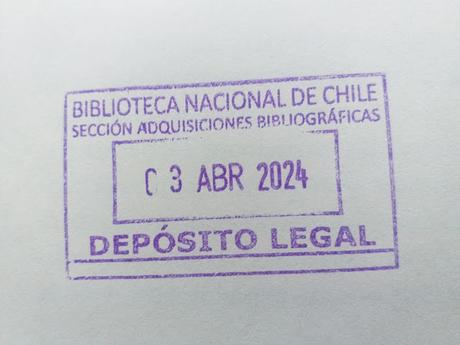 BIBLIOTECA NACIONAL DE CHILE
SECCIÓN ADQUISICIONES BIBLIOGRÁFICAS
03 ABR 2024
DEPÓSITO LEGAL